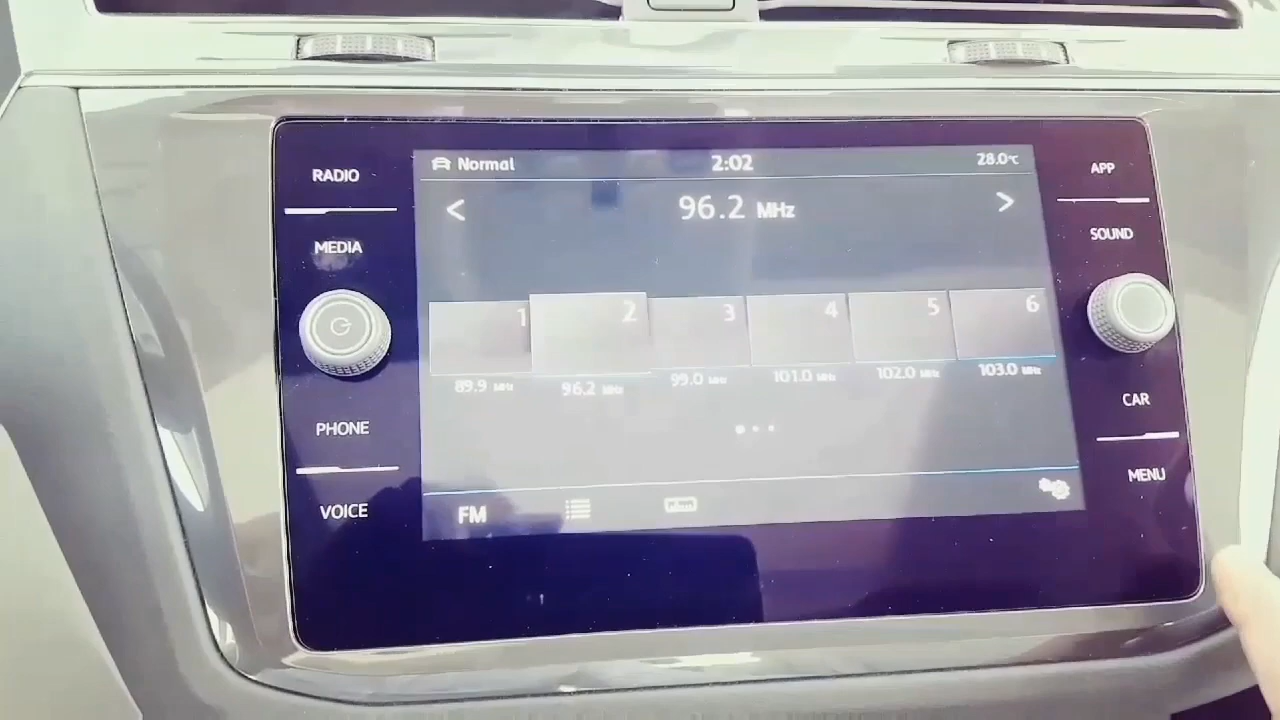 RADIO
MEDIA
PHONE
VOICE
Normal 2:02 28.0°C
< 96.2 MHz >
1 2 3 4 5 6
89.9 MHz 96.2 MHz 99.0 MHz 101.0 MHz 102.0 MHz 103.0 MHz
FM
APP
SOUND
CAR
MENU